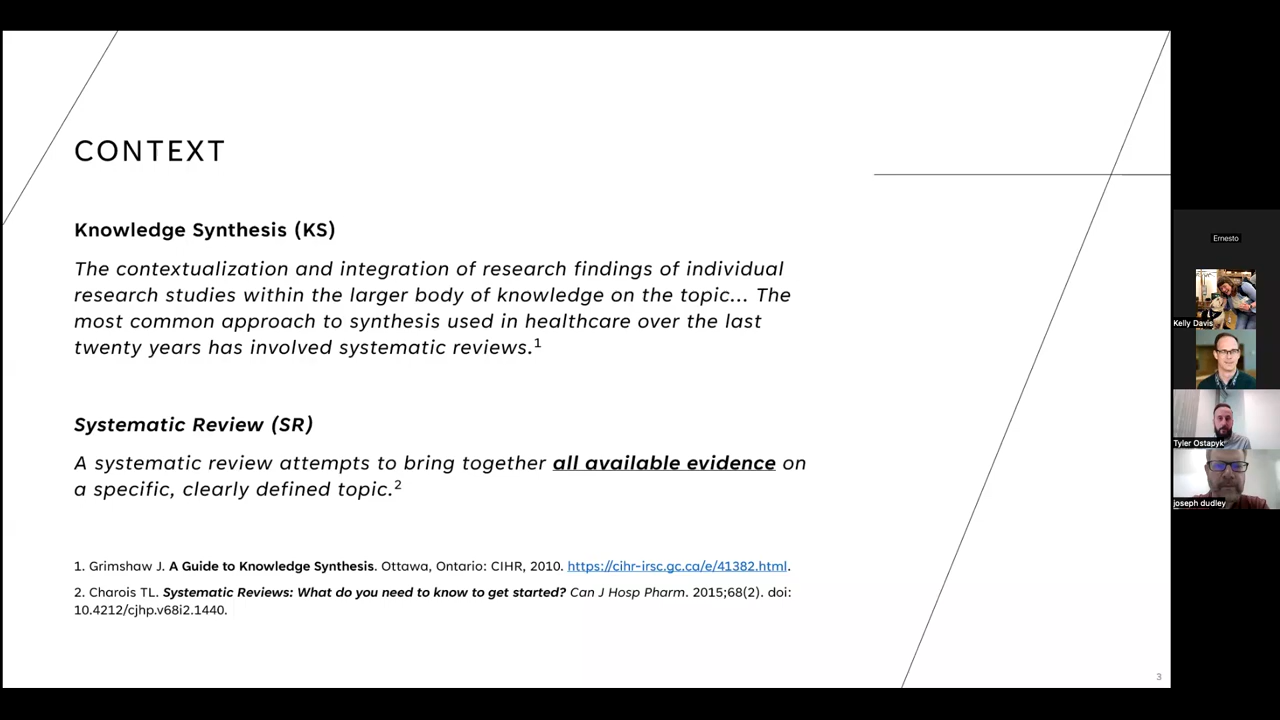 CONTEXT
Knowledge Synthesis (KS)
The contextualization and integration of research findings of individual
research studies within the larger body of knowledge on the topic... The
most common approach to synthesis used in healthcare over the last
twenty years has involved systematic reviews.¹
Systematic Review (SR)
A systematic review attempts to bring together all available evidence on
a specific, clearly defined topic.²
1. Grimshaw J. A Guide to Knowledge Synthesis. Ottawa, Ontario: CIHR, 2010. https://cihr-irsc.gc.ca/e/41382.html.
2. Charois TL. Systematic Reviews: What do you need to know to get started? Can J Hosp Pharm. 2015;68(2). doi:
10.4212/cjhp.v68i2.1440.
3
Ernesto
Kelly Davis
Tyler Ostapyk
joseph dudley